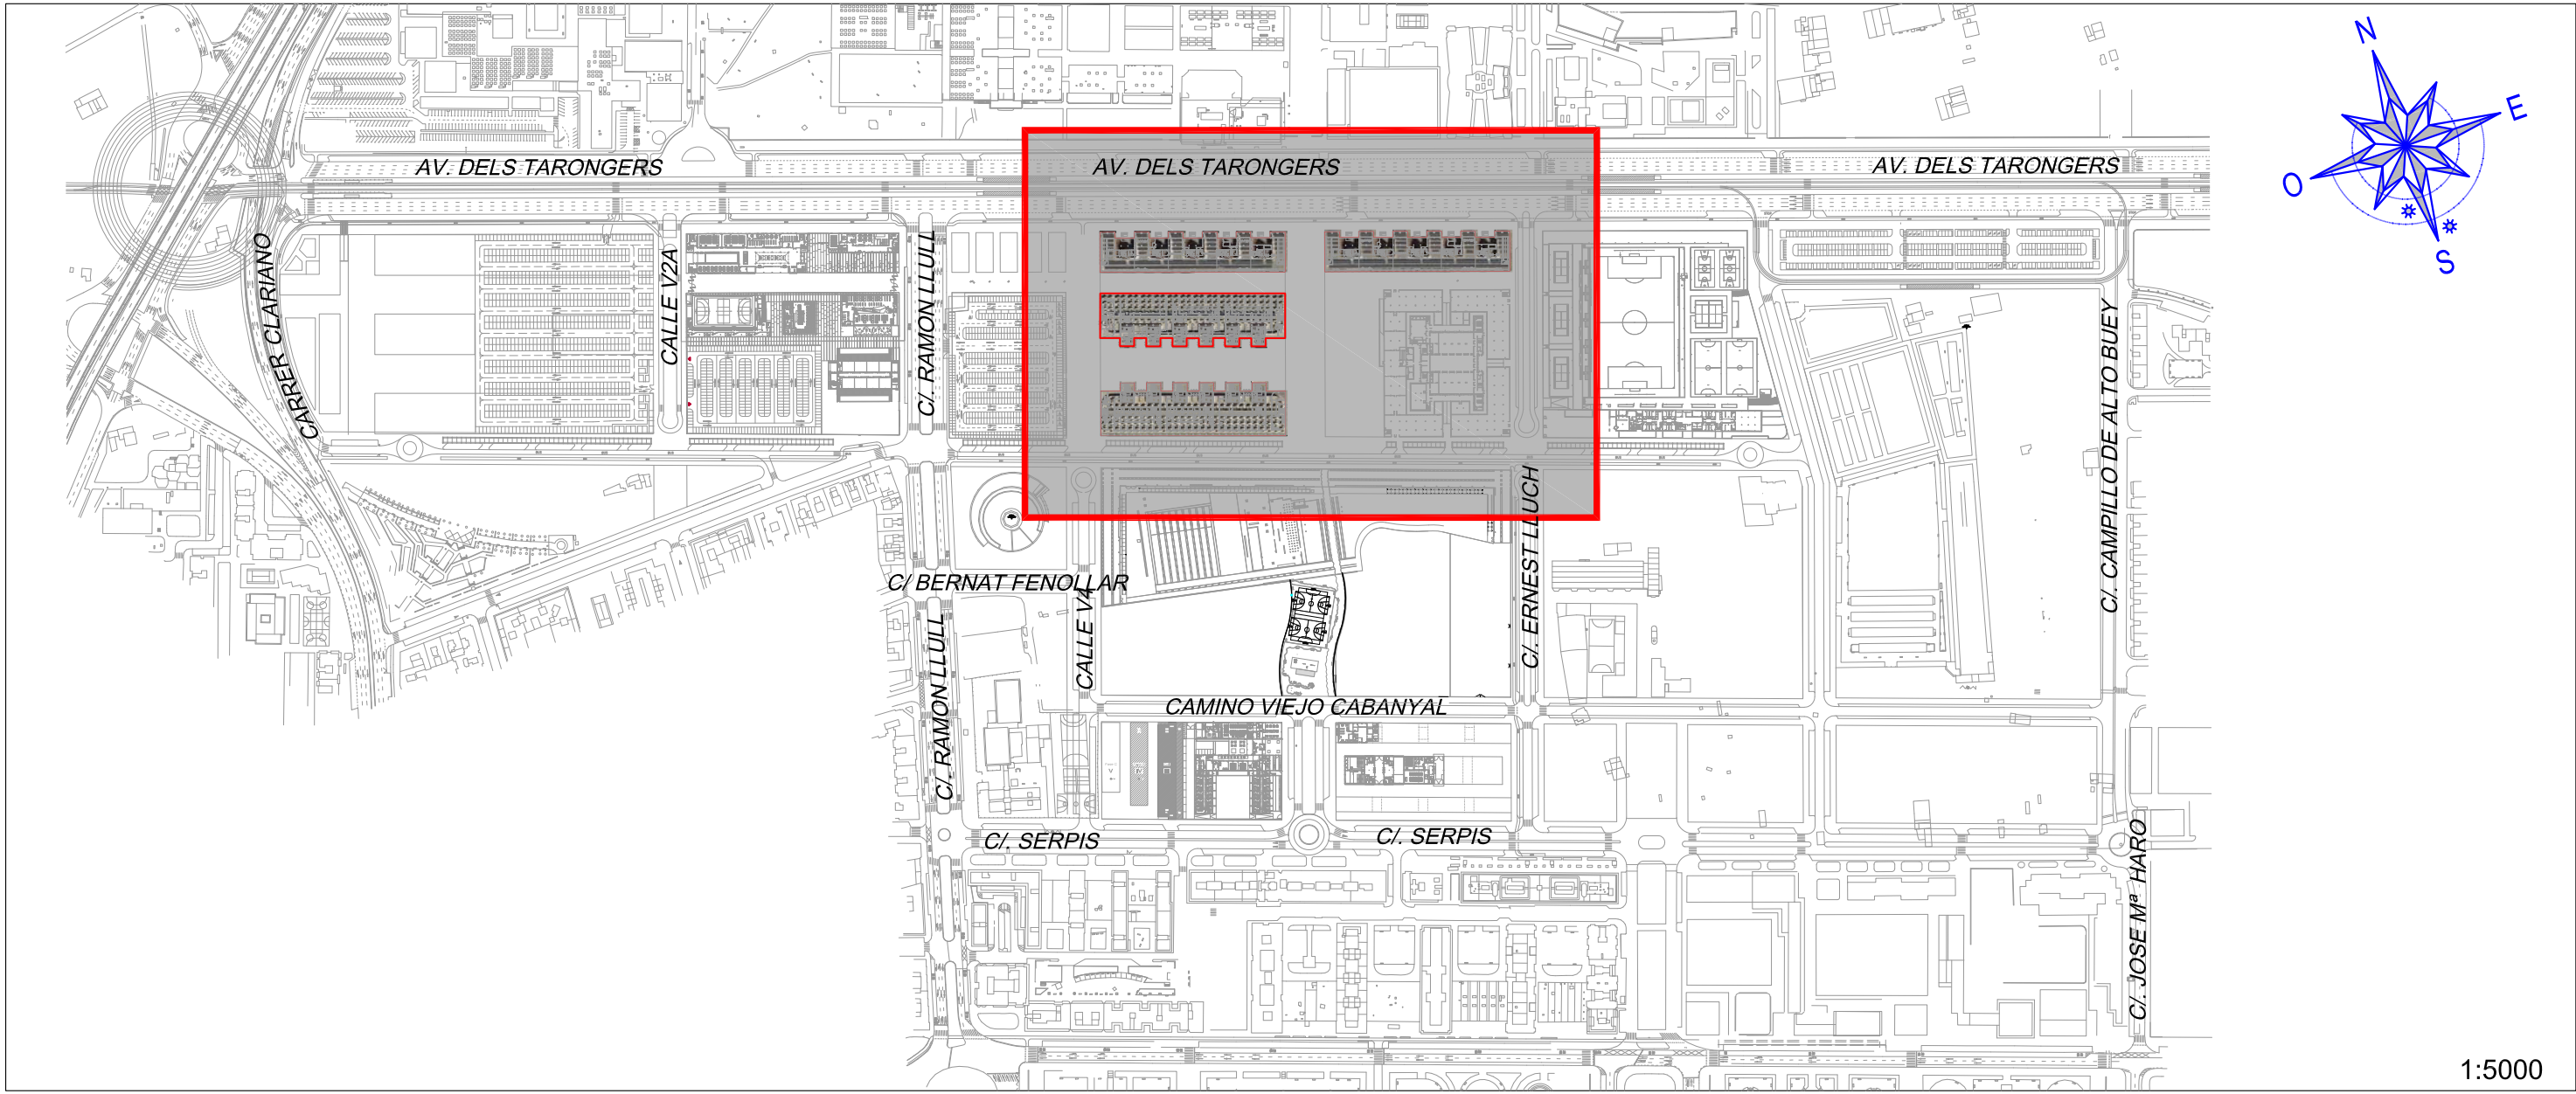 N
E
O
S
AV. DELS TARONGERS
AV. DELS TARONGERS
AV. DELS TARONGERS
CARRER CLARIANO
CALLE V2A
C/. RAMON LLULL
C/. CAMPILLO DE ALTO BUEY
C/. ERNEST LLUCH
C/ BERNAT FENOLLAR
CALLE V4
C/. RAMON LLULL
CAMINO VIEJO CABANYAL
C/. SERPIS
C/. SERPIS
C/. JOSE Mª HARO
1:5000